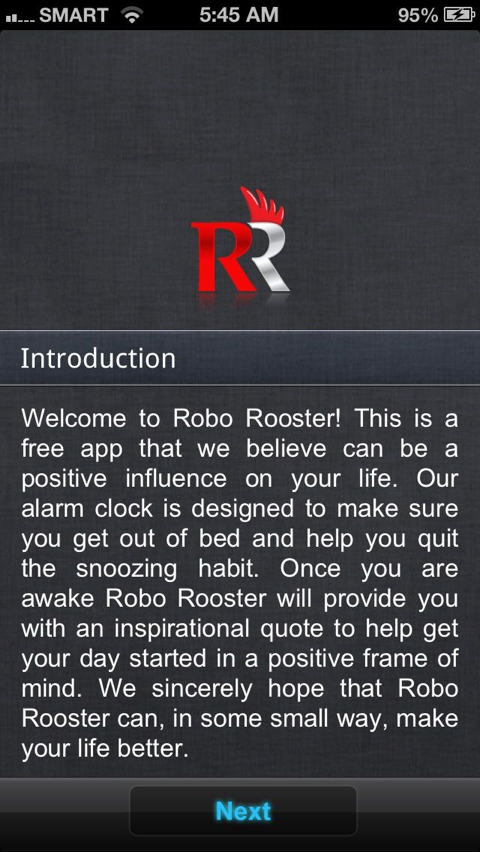 SMART 5:45 AM 95%
RR
Introduction
Welcome to Robo Rooster! This is a
free app that we believe can be a
positive influence on your life. Our
alarm clock is designed to make sure
you get out of bed and help you quit
the snoozing habit. Once you are
awake Robo Rooster will provide you
with an inspirational quote to help get
your day started in a positive frame of
mind. We sincerely hope that Robo
Rooster can, in some small way, make
your life better.
Next